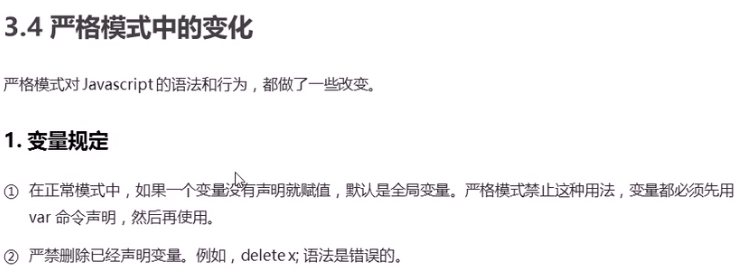 3.4 严格模式中的变化
严格模式对 Javascript 的语法和行为，都做了一些改变。
1. 变量规定
① 在正常模式中，如果一个变量没有声明就赋值，默认是全局变量。严格模式禁止这种用法，变量都必须先用
var 命令声明，然后再使用。
② 严禁删除已经声明变量。例如，delete x; 语法是错误的。